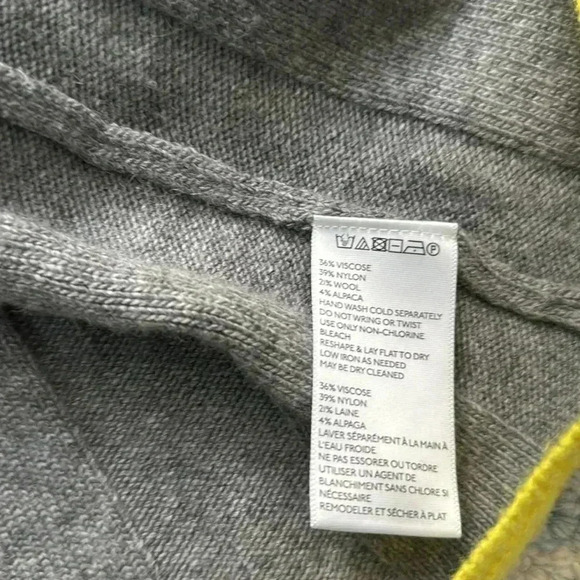 P
36% VISCOSE
39% NYLON
21% WOOL
4% ALPACA
HAND WASH COLD SEPARATELY
DO NOT WRING OR TWIST
USE ONLY NON-CHLORINE
BLEACH
RESHAPE & LAY FLAT TO DRY
LOW IRON AS NEEDED
MAY BE DRY CLEANED
36% VISCOSE
39% NYLON
21% LAINE
4% ALPAGA
LAVER SÉPARÉMENT À LA MAIN À
L'EAU FROIDE
NE PAS ESSORER OU TORDRE
UTILISER UN AGENT DE
BLANCHIMENT SANS CHLORE SI
NÉCESSAIRE
REMODELER ET SÉCHER À PLAT